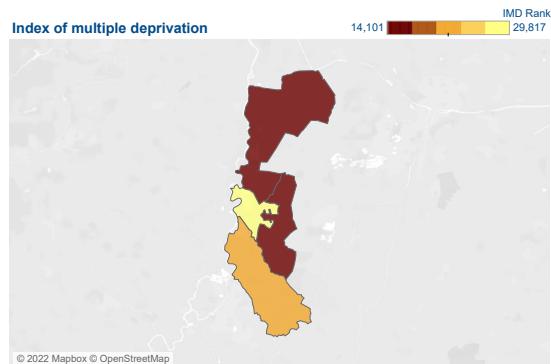 IMD Rank
Index of multiple deprivation
14,101 29,817
© 2022 Mapbox © OpenStreetMap